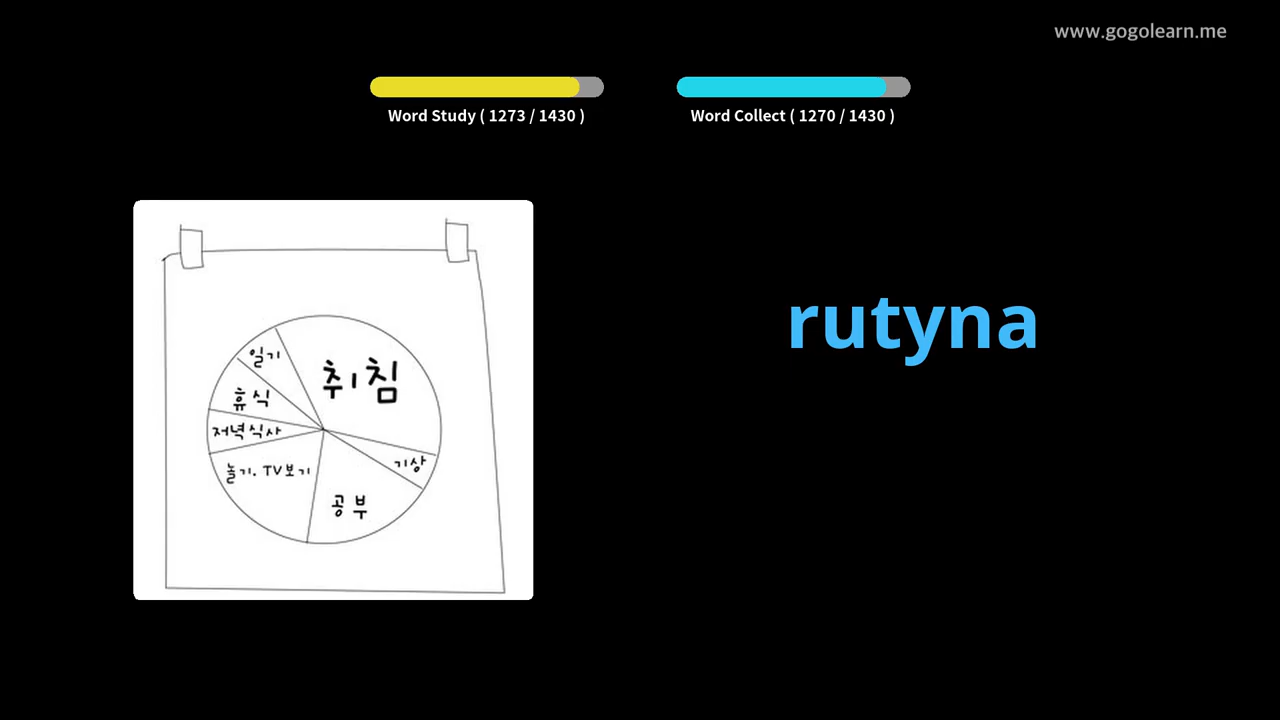 www.gogolearn.me
Word Study ( 1273 / 1430 )
Word Collect ( 1270 / 1430 )
rutyna
일기
취침
휴식
저녁식사
놀기. TV보기
기상
공부